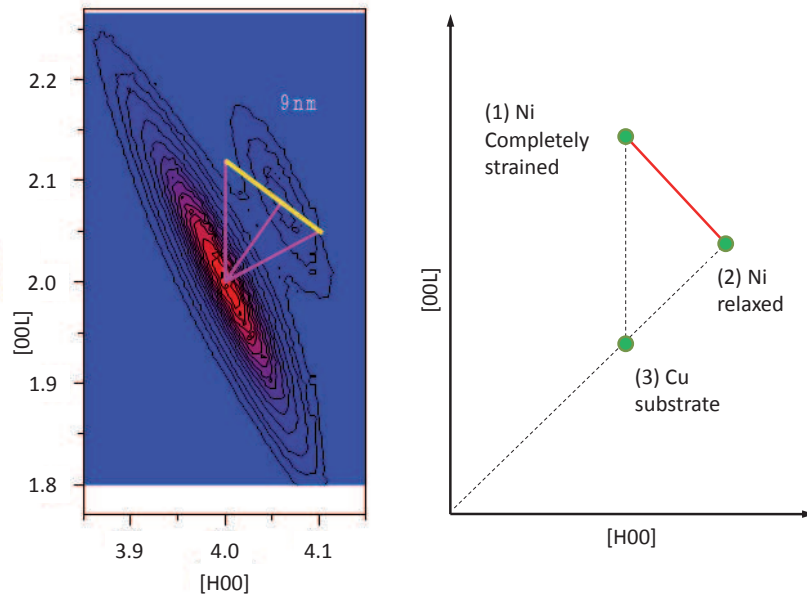 2.2
2.1
2.0
1.9
1.8
[00L]
9nm
3.9
4.0
4.1
[H00]
(1) Ni
Completely
strained
(2) Ni
relaxed
(3) Cu
substrate
[00L]
[H00]